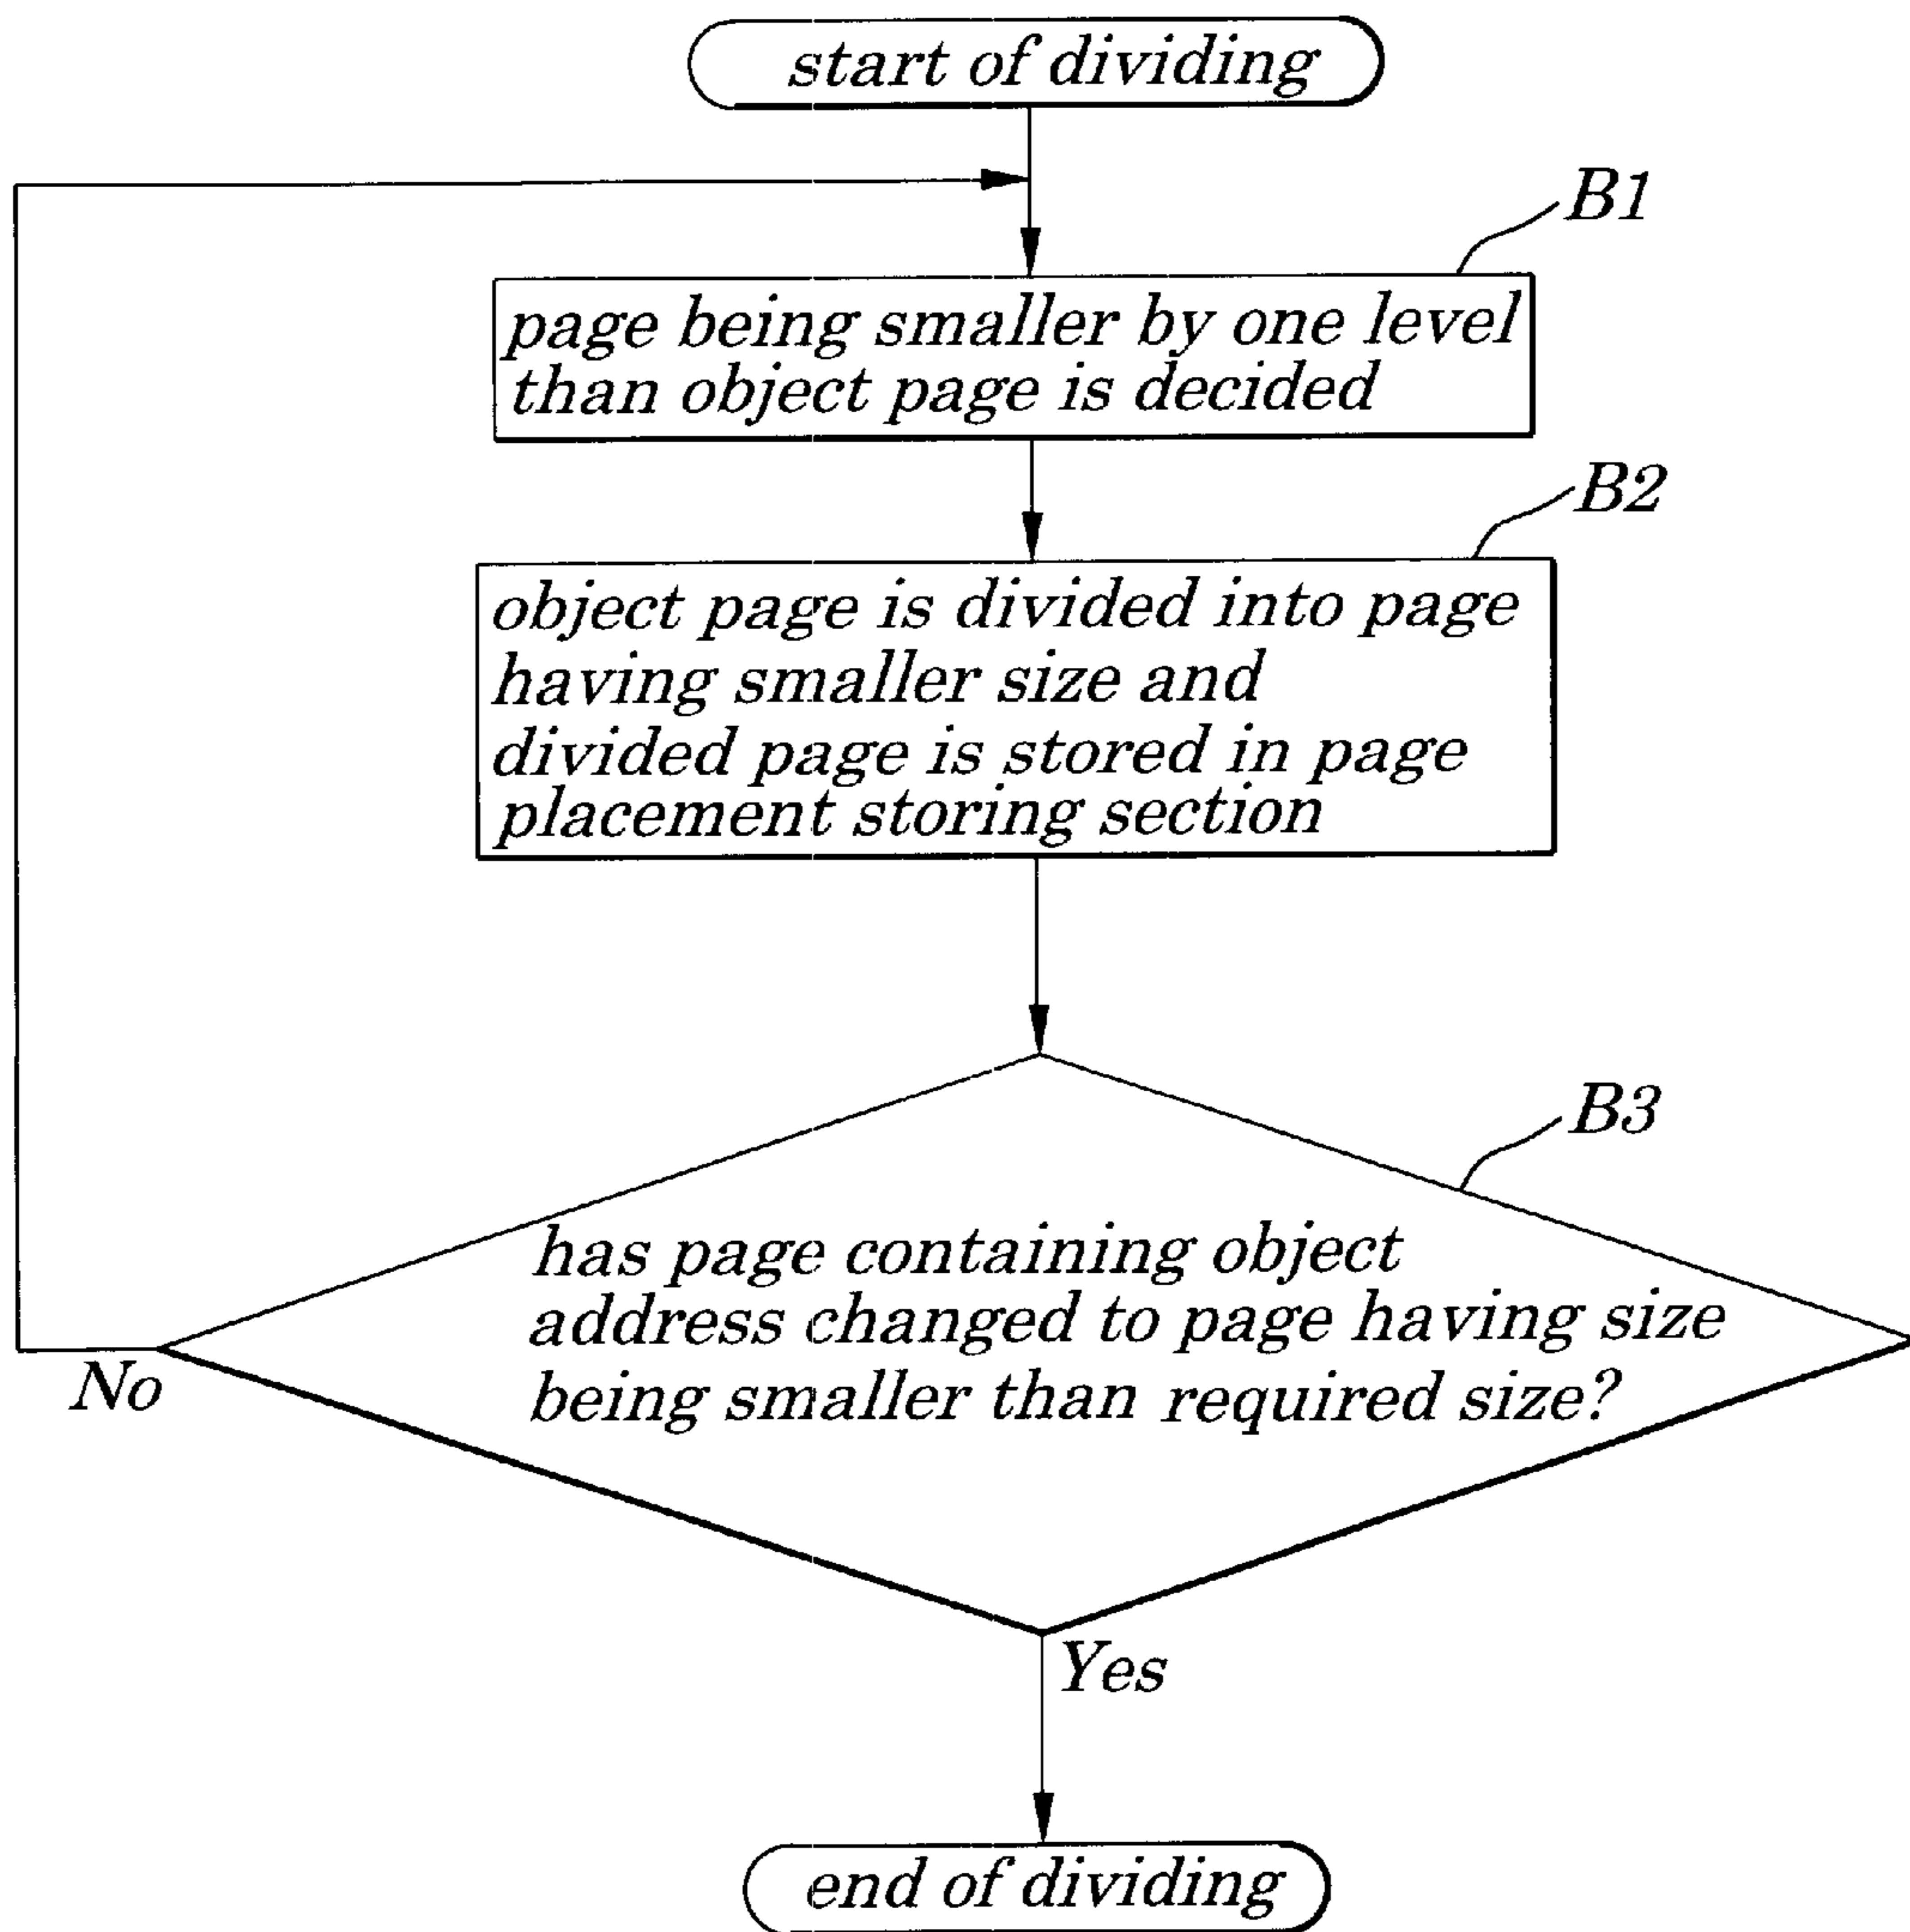 start of dividing
B1
page being smaller by one level
than object page is decided
B2
object page is divided into page
having smaller size and
divided page is stored in page
placement storing section
B3
has page containing object
address changed to page having size
being smaller than required size?
No
Yes
end of dividing